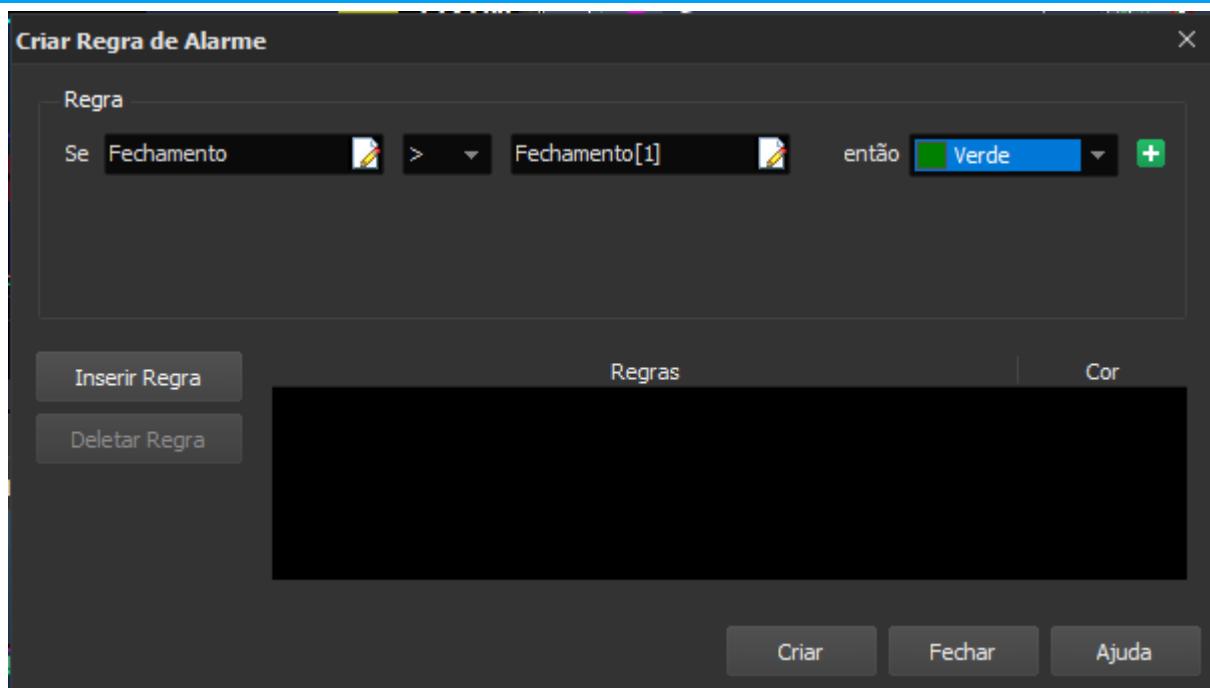 Criar Regra de Alarme
Regra
Se Fechamento > Fechamento[1] então Verde
Inserir Regra
Regras Cor
Deletar Regra
Criar Fechar Ajuda